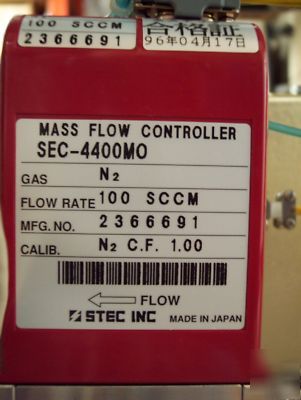 100 SCCM
2366691
合格証
96年04月17日
MASS FLOW CONTROLLER
SEC-4400MO
GAS N₂
FLOW RATE 100 SCCM
MFG. NO. 2366691
CALIB. N₂ C.F. 1.00
FLOW
STEC INC MADE IN JAPAN